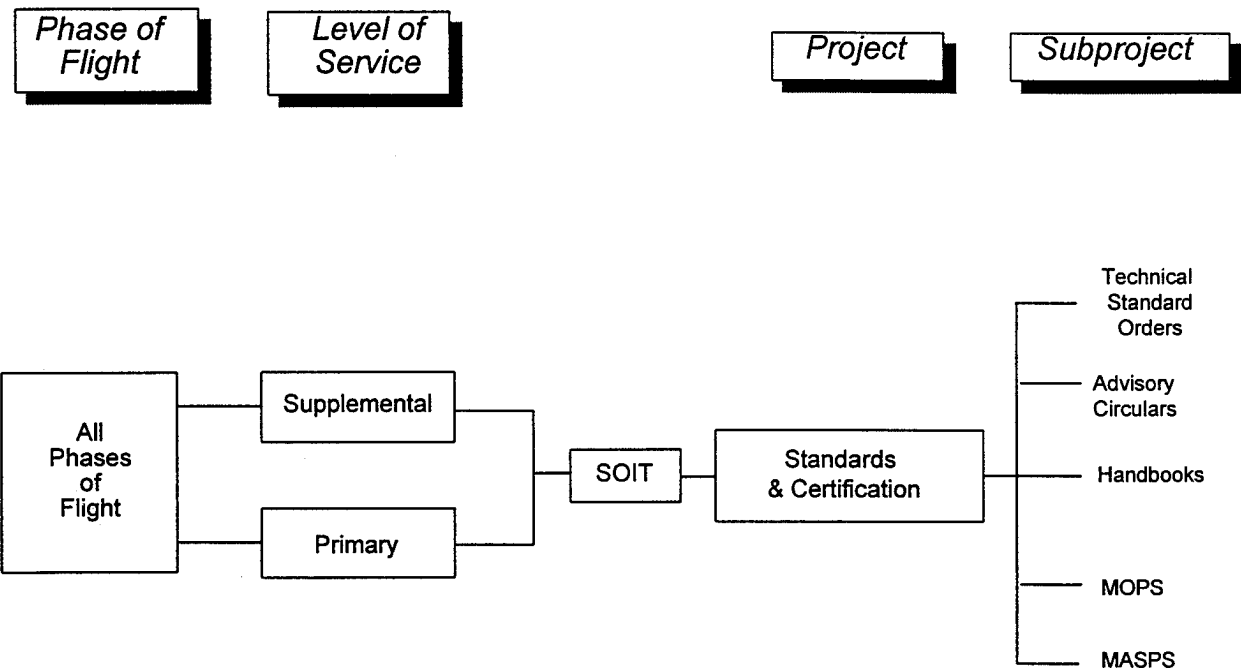 Phase of
Flight
Level of
Service
Project
Subproject
All
Phases
of
Flight
Supplemental
Primary
SOIT
Standards
& Certification
Technical
Standard
Orders
Advisory
Circulars
Handbooks
MOPS
MASPS